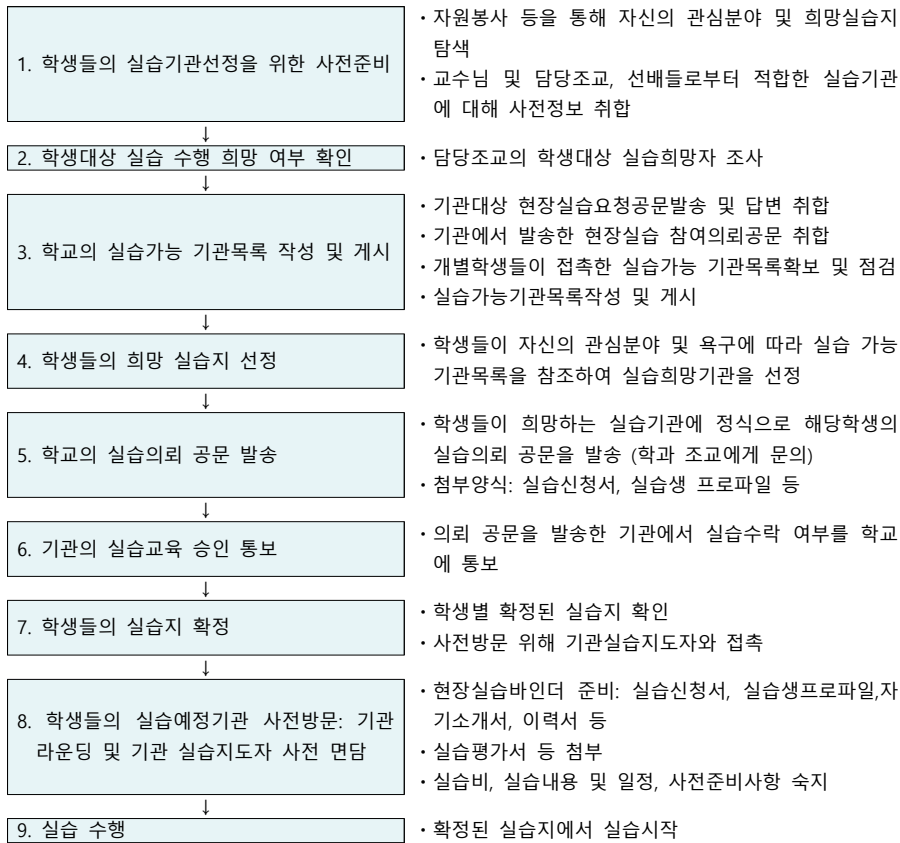 1. 학생들의 실습기관선정을 위한 사전준비
・자원봉사 등을 통해 자신의 관심분야 및 희망실습지
탐색
・교수님 및 담당조교, 선배들로부터 적합한 실습기관
에 대해 사전정보 취합
↓
2. 학생대상 실습 수행 희망 여부 확인
・담당조교의 학생대상 실습희망자 조사
↓
3. 학교의 실습가능 기관목록 작성 및 게시
・기관대상 현장실습요청공문발송 및 답변 취합
・기관에서 발송한 현장실습 참여의뢰공문 취합
・개별학생들이 접촉한 실습가능 기관목록확보 및 점검
・실습가능기관목록작성 및 게시
↓
4. 학생들의 희망 실습지 선정
・학생들이 자신의 관심분야 및 욕구에 따라 실습 가능
기관목록을 참조하여 실습희망기관을 선정
↓
5. 학교의 실습의뢰 공문 발송
・학생들이 희망하는 실습기관에 정식으로 해당학생의
실습의뢰 공문을 발송 (학과 조교에게 문의)
・첨부양식: 실습신청서, 실습생 프로파일 등
↓
6. 기관의 실습교육 승인 통보
・의뢰 공문을 발송한 기관에서 실습수락 여부를 학교
에 통보
↓
7. 학생들의 실습지 확정
・학생별 확정된 실습지 확인
・사전방문 위해 기관실습지도자와 접촉
↓
8. 학생들의 실습예정기관 사전방문: 기관
라운딩 및 기관 실습지도자 사전 면담
・현장실습바인더 준비: 실습신청서, 실습생프로파일,자
기소개서, 이력서 등
・실습평가서 등 첨부
・실습비, 실습내용 및 일정, 사전준비사항 숙지
↓
9. 실습 수행
・확정된 실습지에서 실습시작